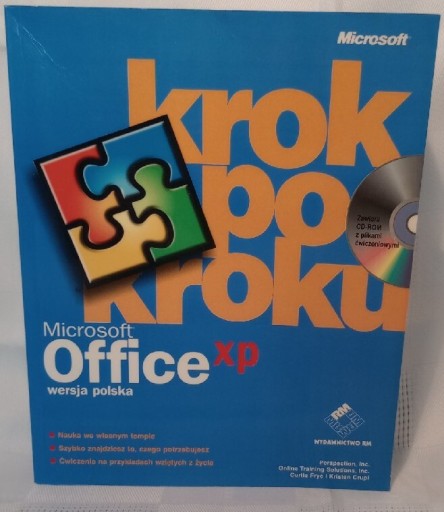 Microsoft
krok
po
kroku
Zawiera
CD-ROM
z plikami
ćwiczeniowymi
Microsoft
Office xp
wersja polska
RM
WYDAWNICTWO RM
Nauka we własnym tempie
Szybko znajdziesz to, czego potrzebujesz
Ćwiczenia na przykładach wziętych z życia
Perspection, Inc.
Online Training Solutions, Inc.
Curtis Frye i Kristen Crupi